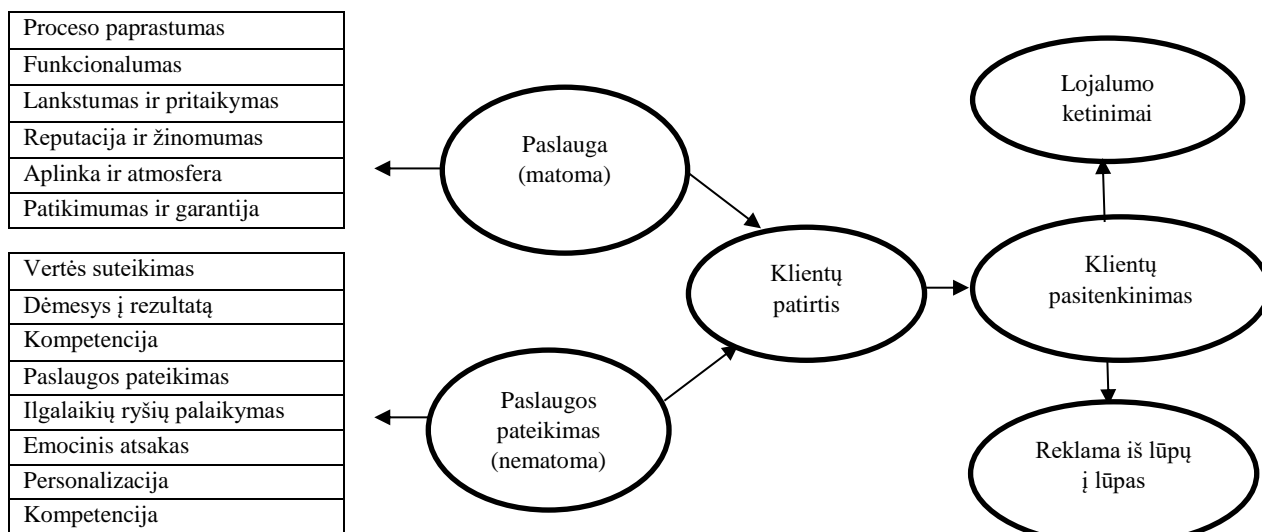 Proceso paprastumas
Funkcionalumas
Lankstumas ir pritaikymas
Reputacija ir žinomumas
Aplinka ir atmosfera
Patikimumas ir garantija
Vertės suteikimas
Dėmesys į rezultatą
Kompetencija
Paslaugos pateikimas
Ilgalaikių ryšių palaikymas
Emocinis atsakas
Personalizacija
Kompetencija
Paslauga
(matoma)
Paslaugos
pateikimas
(nematoma)
Klientų
patirtis
Lojalumo
ketinimai
Klientų
pasitenkinimas
Reklama iš lūpų
į lūpas